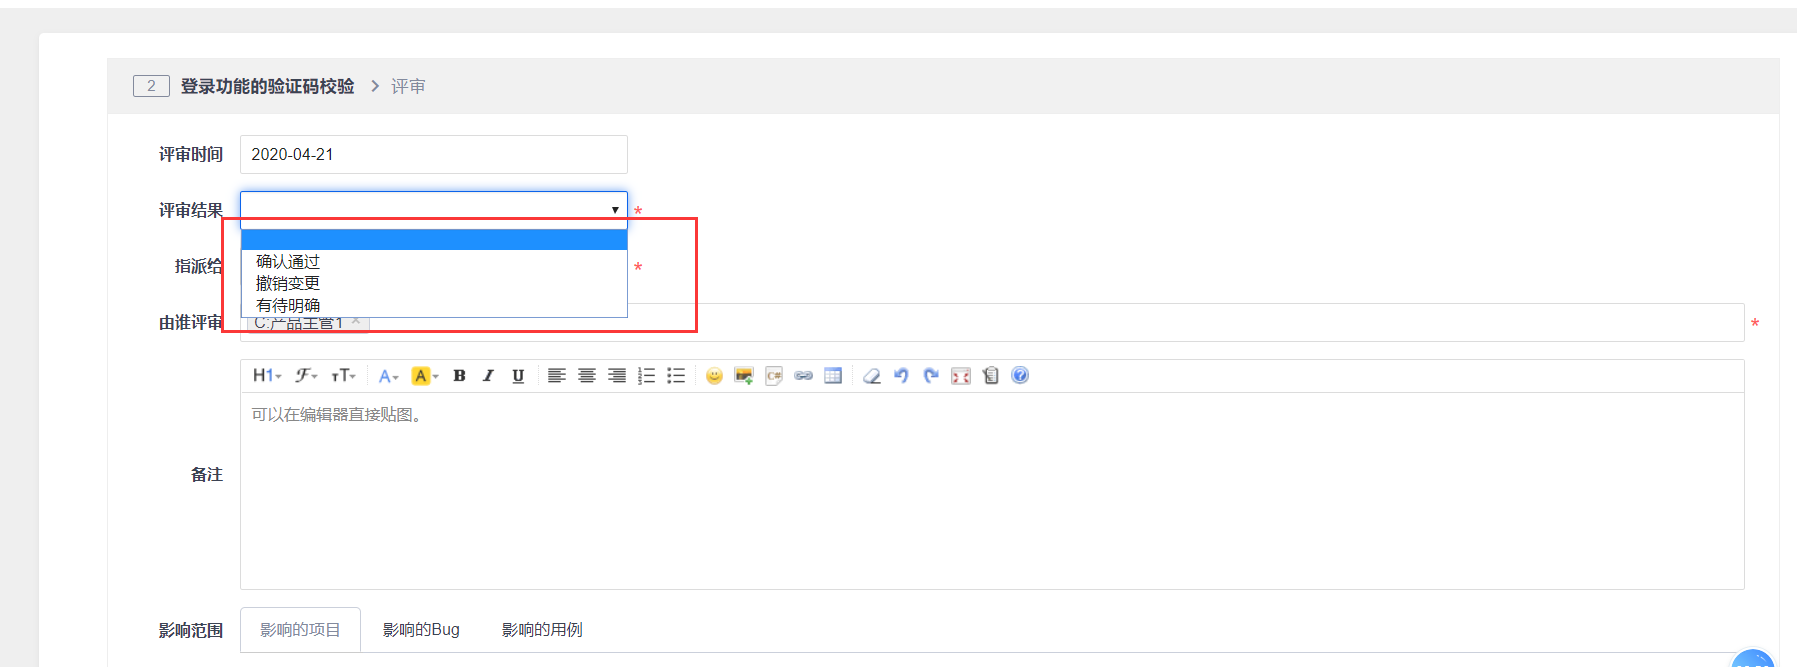 2 登录功能的验证码校验 > 评审
评审时间 2020-04-21
评审结果 *
确认通过
指派给 *
撤销变更
有待明确
由谁评审 C:产品主管1 × *
H1 F тT A A B I U
可以在编辑器直接贴图。
备注
影响范围 影响的项目 影响的Bug 影响的用例